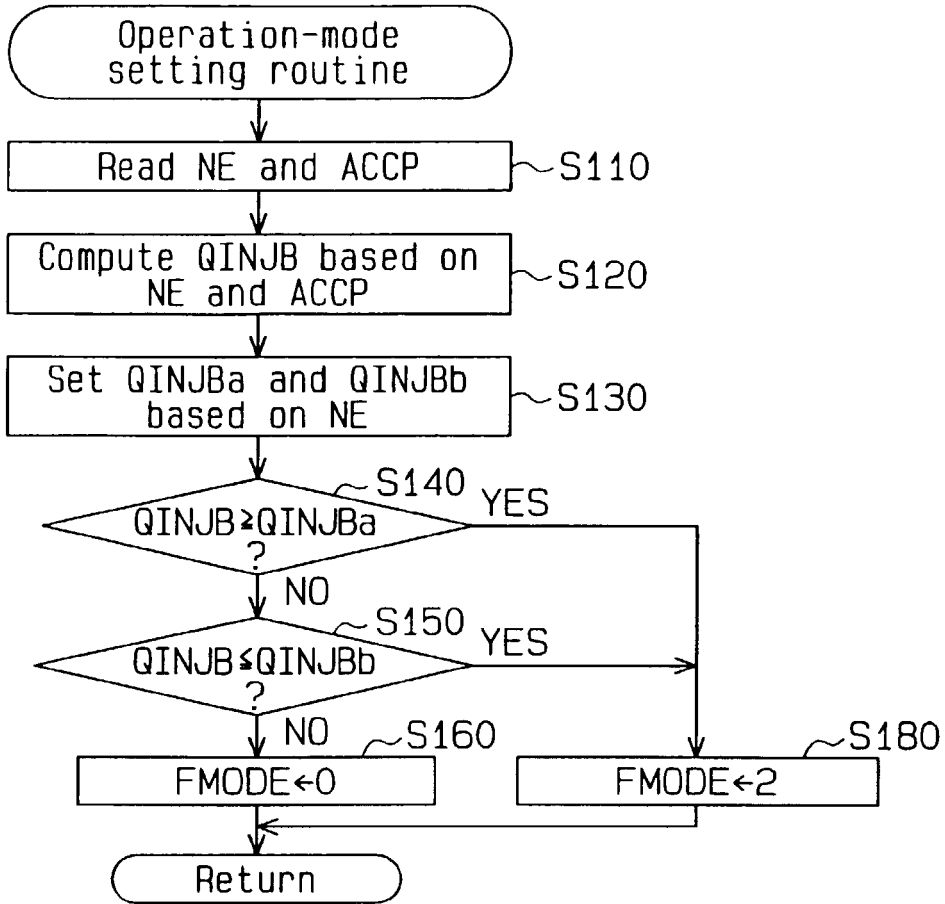 Operation-mode
setting routine
Read NE and ACCP
S110
Compute QINJB based on
NE and ACCP
S120
Set QINJBa and QINJBb
based on NE
S130
S140
QINJB≧QINJBa
?
YES
NO
S150
QINJB≦QINJBb
?
YES
NO
S160
FMODE←0
S180
FMODE←2
Return